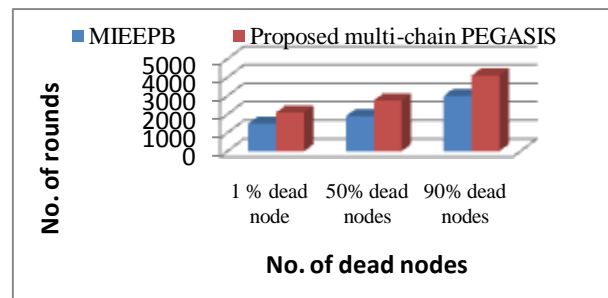 MIEEPB Proposed multi-chain PEGASIS
No. of rounds
5000
4000
3000
2000
1000
0
1 % dead node
50% dead nodes
90% dead nodes
No. of dead nodes